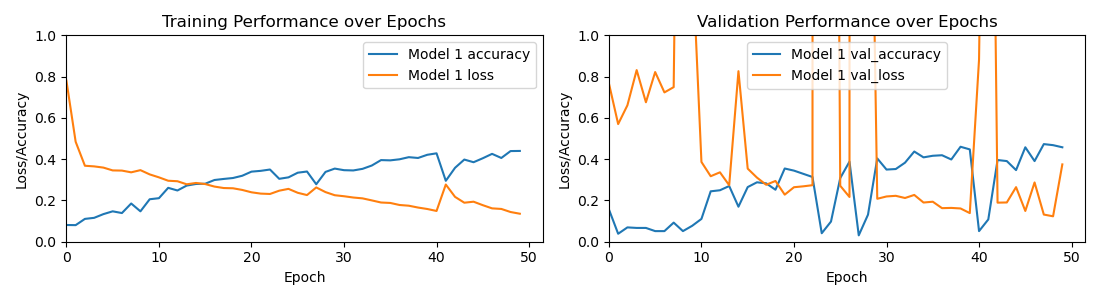 Training Performance over Epochs
1.0
0.8
0.6
0.4
0.2
0.0
Loss/Accuracy
Model 1 accuracy
Model 1 loss
0 10 20 30 40 50
Epoch
Validation Performance over Epochs
1.0
0.8
0.6
0.4
0.2
0.0
Loss/Accuracy
Model 1 val_accuracy
Model 1 val_loss
0 10 20 30 40 50
Epoch